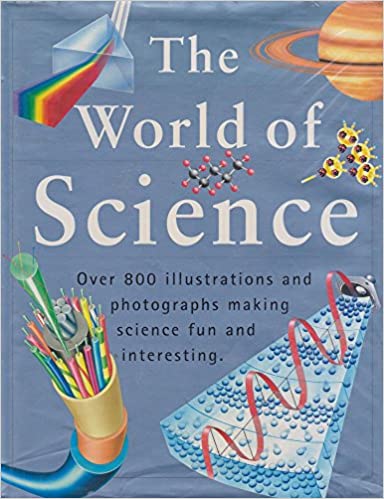 The
World of
Science
Over 800 illustrations and
photographs making
science fun and
interesting.